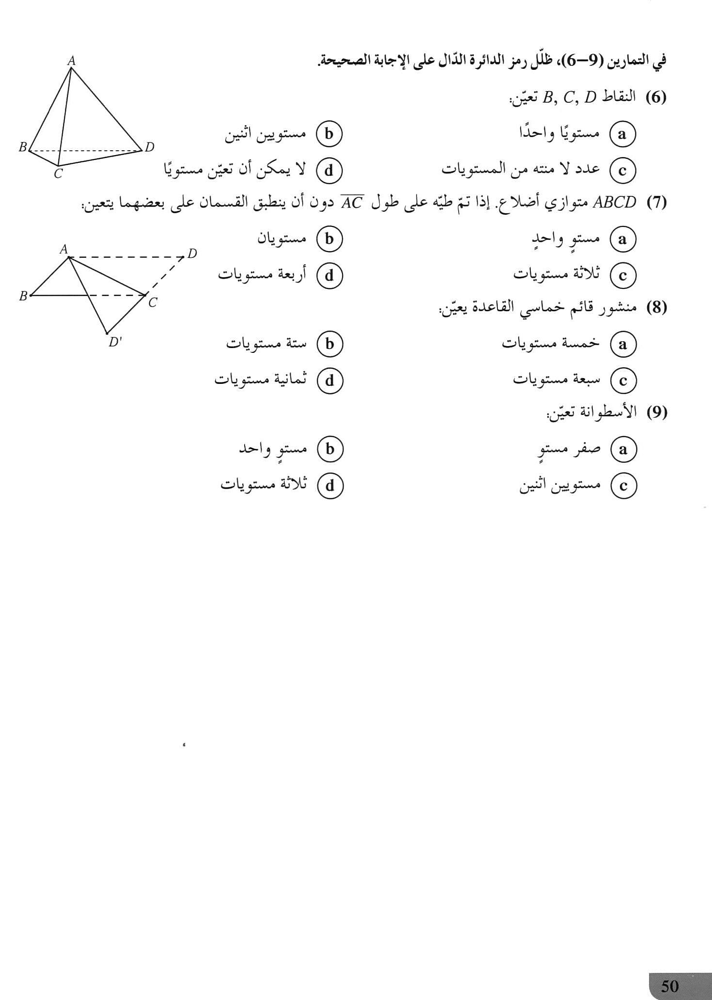 في التمارين (9–6)، ظلّل رمز الدائرة الدّال على الإجابة الصحيحة.
(6) النقاط B, C, D تعيّن:
a مستويًا واحدًا b مستويين اثنين
c عدد لا منته من المستويات d لا يمكن أن تعيّن مستويًا
A
B
C
D
(7) ABCD متوازي أضلاع. إذا تمّ طيّه على طول AC دون أن ينطبق القسمان على بعضهما يتعين:
a مستوٍ واحدٍ b مستويان
c ثلاثة مستويات d أربعة مستويات
A
D
B
C
D'
(8) منشور قائم خماسي القاعدة يعيّن:
a خمسة مستويات b ستة مستويات
c سبعة مستويات d ثمانية مستويات
(9) الأسطوانة تعيّن:
a صفر مستوٍ b مستوٍ واحد
c مستويين اثنين d ثلاثة مستويات
50